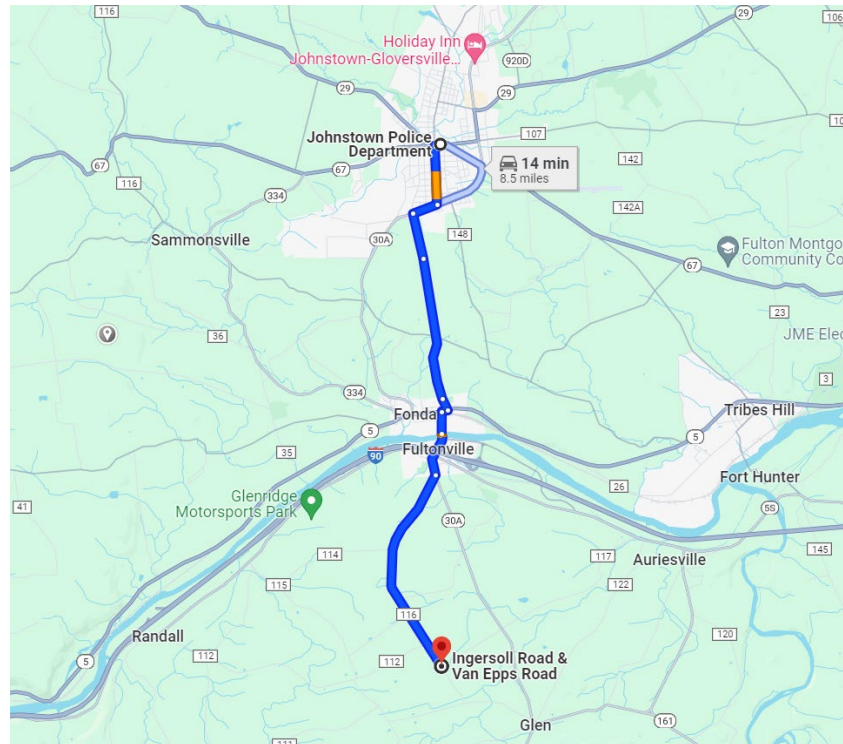 116
29
106
Holiday Inn
Johnstown-Gloversville...
920D
29
29
Johnstown Police
Department
107
67
67
116
14 min
8.5 miles
142
334
142A
Sammonsville
30A
148
Fulton Montgo
Community Co
67
23
36
JME Elec
334
3
Fonda
Tribes Hill
5
5
35
Fultonville
90
Fort Hunter
41
26
Glenridge
Motorsports Park
30A
5S
114
117
145
Auriesville
115
122
116
Randall
120
112
112
5
Ingersoll Road &
Van Epps Road
Glen
161
111